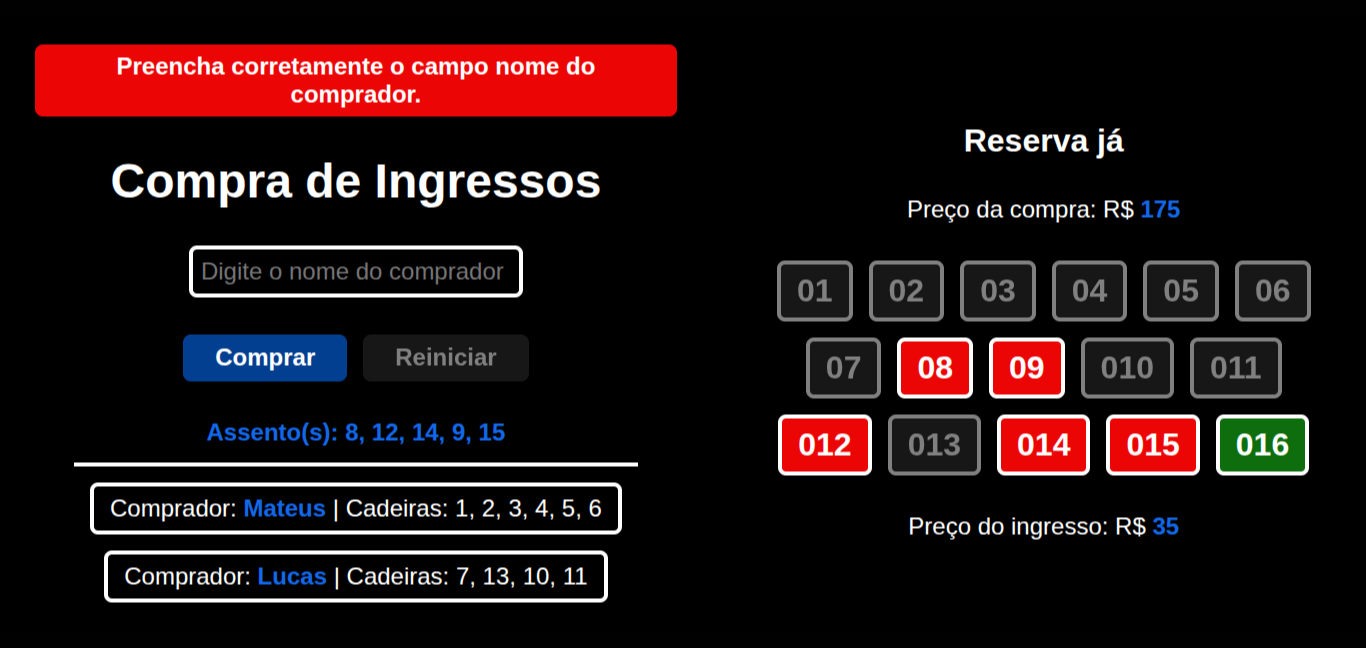 Preencha corretamente o campo nome do
comprador.
Compra de Ingressos
Digite o nome do comprador
Comprar Reiniciar
Assento(s): 8, 12, 14, 9, 15
Comprador: Mateus | Cadeiras: 1, 2, 3, 4, 5, 6
Comprador: Lucas | Cadeiras: 7, 13, 10, 11
Reserva já
Preço da compra: R$ 175
01 02 03 04 05 06
07 08 09 010 011
012 013 014 015 016
Preço do ingresso: R$ 35